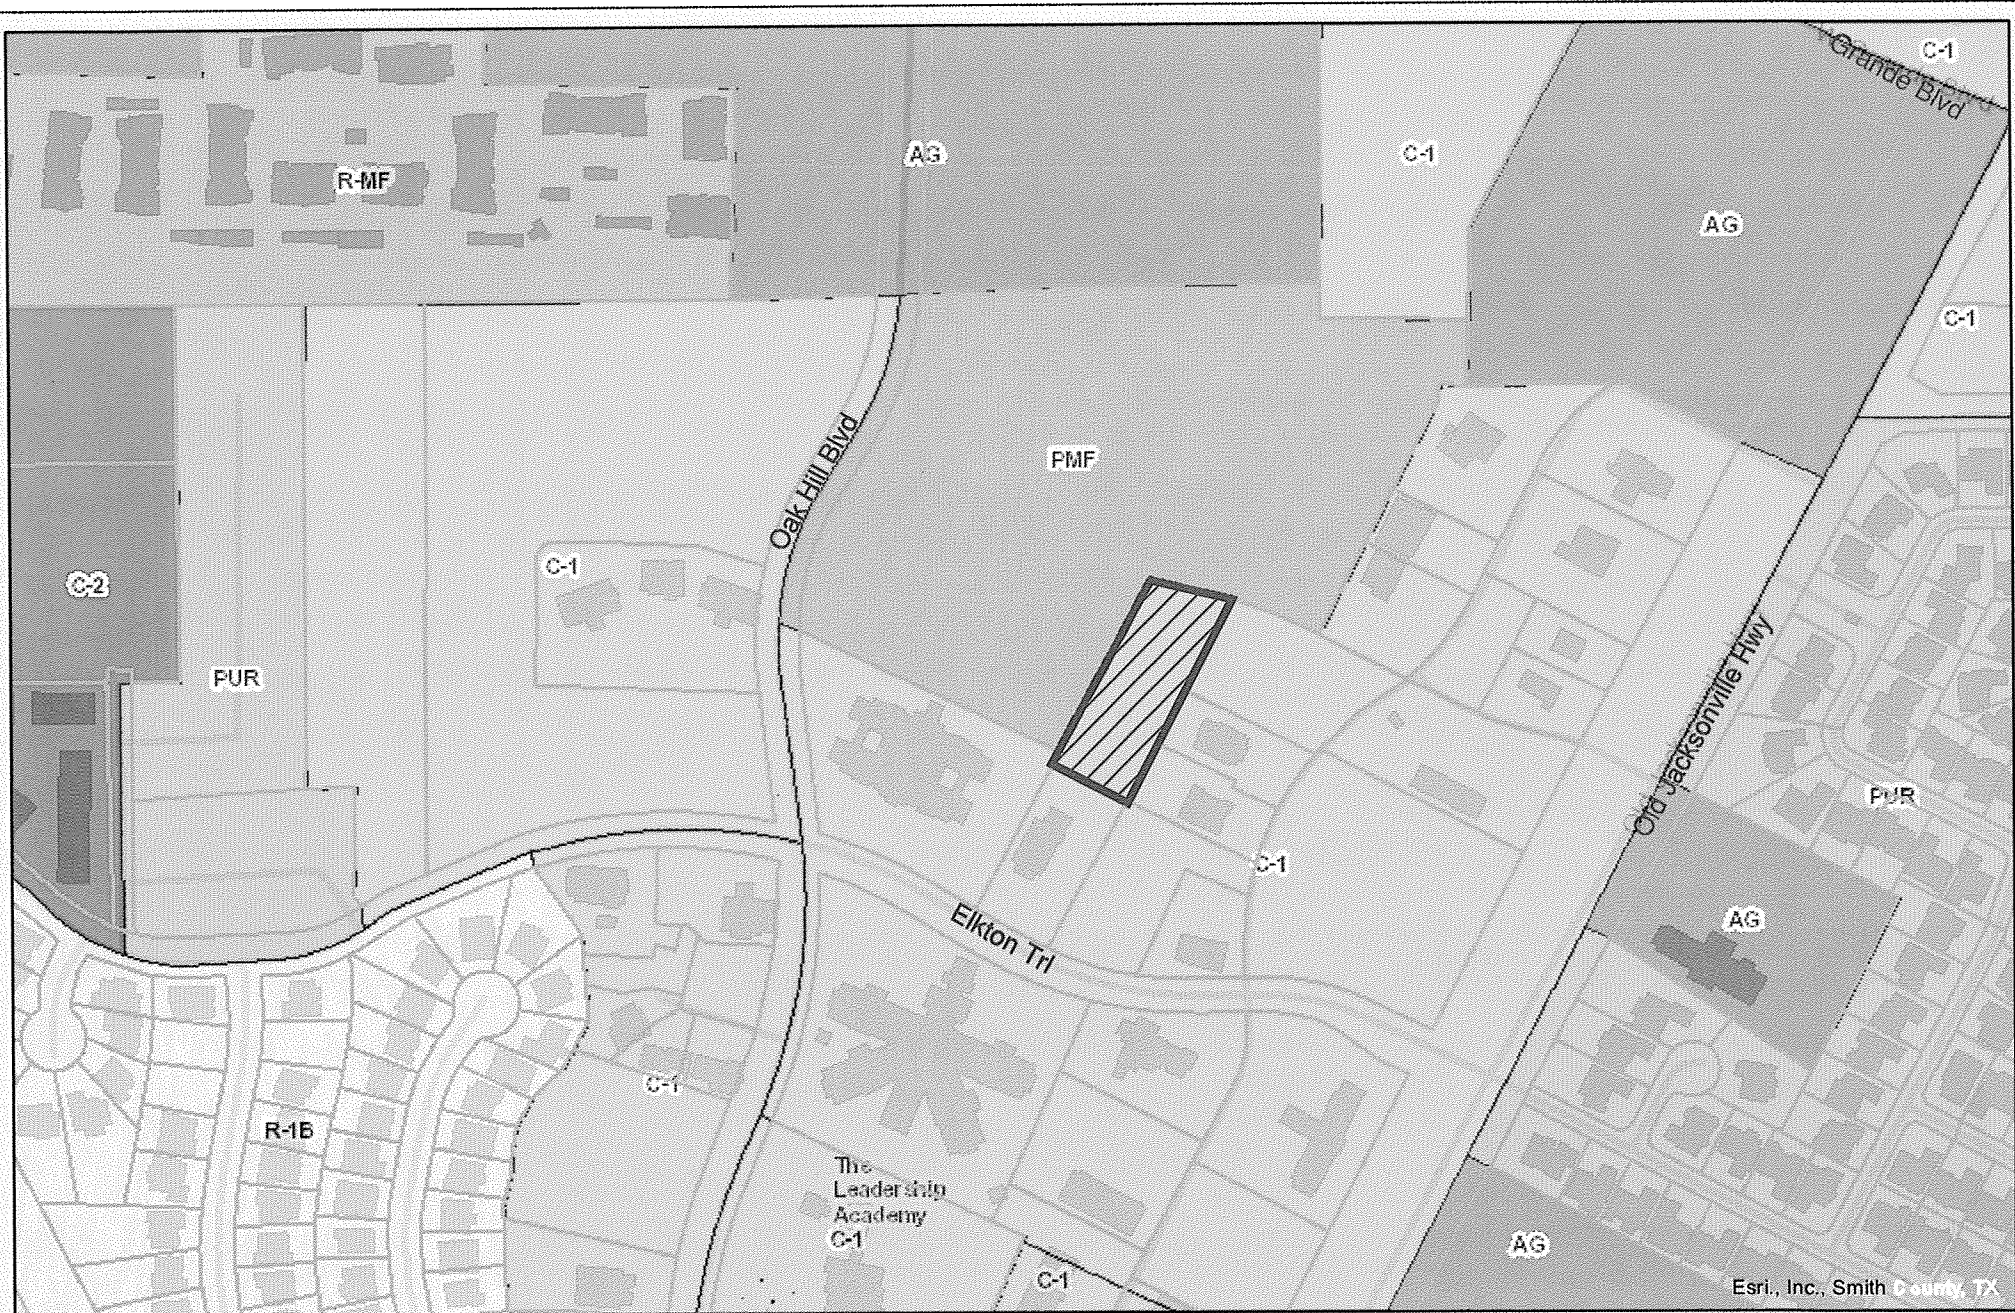 C-1
Grande Blvd
R-MF
AG
C-1
AG
C-1
Oak Hill Blvd
PMF
C-1
C-2
PUR
Old Jacksonville Hwy
PUR
C-1
Elkton Trl
AG
C-1
R-1B
The
Leadership
Academy
C-1
C-1
AG
Esri., Inc., Smith County, TX